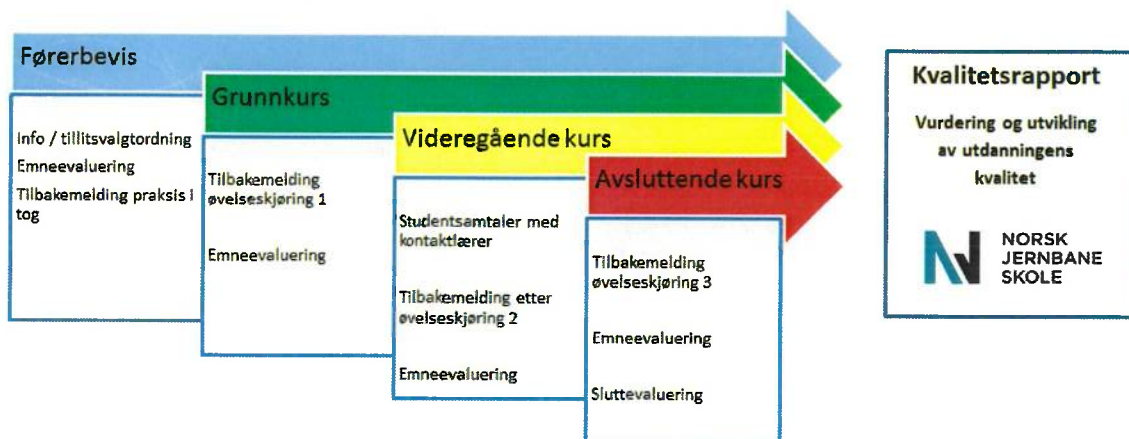 Førerbevis
Info / tillitsvalgtordning
Emneevaluering
Tilbakemelding praksis i
tog
Grunnkurs
Tilbakemelding
øvelseskjøring 1
Emneevaluering
Videregående kurs
Studentsamtaler med
kontaktlærer
Tilbakemelding etter
øvelseskjøring 2
Emneevaluering
Avsluttende kurs
Tilbakemelding
øvelseskjøring 3
Emneevaluering
Sluttevaluering
Kvalitetsrapport
Vurdering og utvikling
av utdanningens
kvalitet
NORSK
JERNBANE
SKOLE